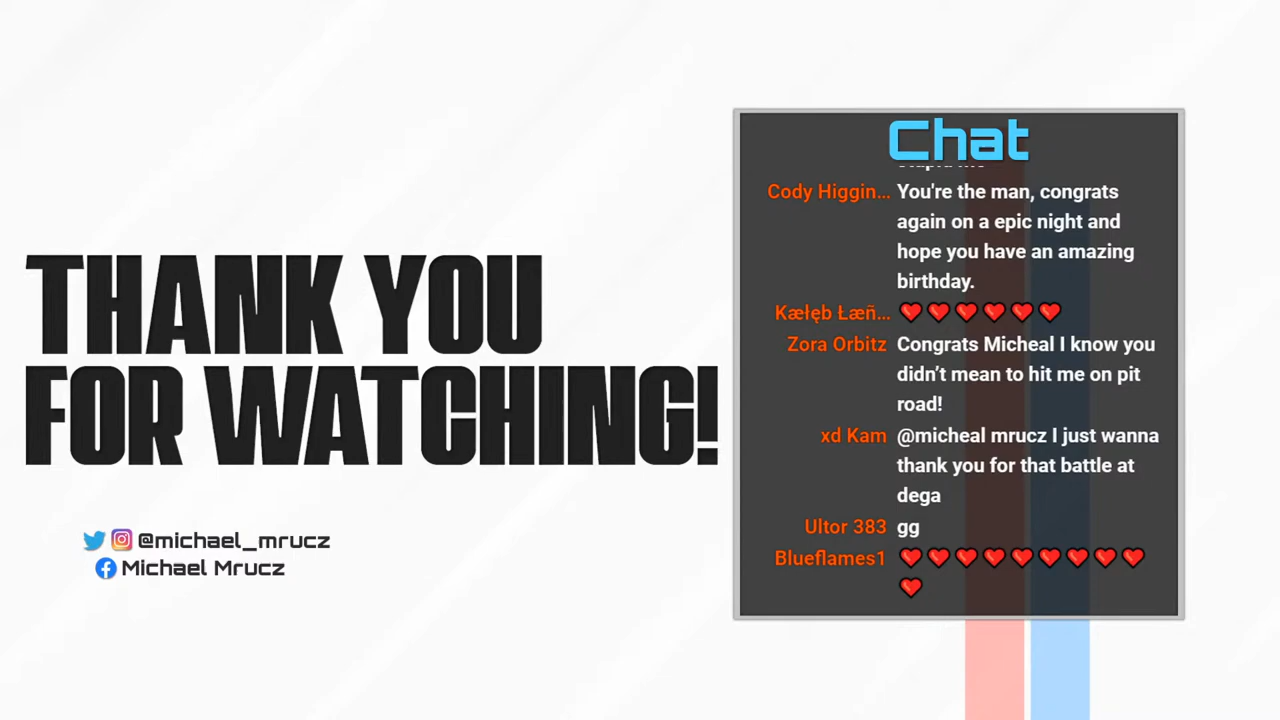 THANK YOU
FOR WATCHING!
@michael_mrucz
Michael Mrucz
Chat
Cody Higgin... You're the man, congrats
again on a epic night and
hope you have an amazing
birthday.
Kæłęb Łæñ... ❤❤❤❤❤❤
Zora Orbitz Congrats Micheal I know you
didn’t mean to hit me on pit
road!
xd Kam @micheal mrucz I just wanna
thank you for that battle at
dega
Ultor 383 gg
Blueflames1 ❤❤❤❤❤❤❤❤❤
❤